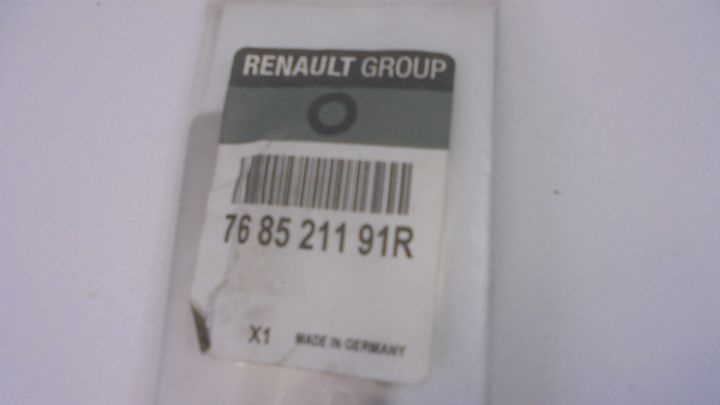 RENAULT GROUP
76 85 211 91R
X1 MADE IN GERMANY